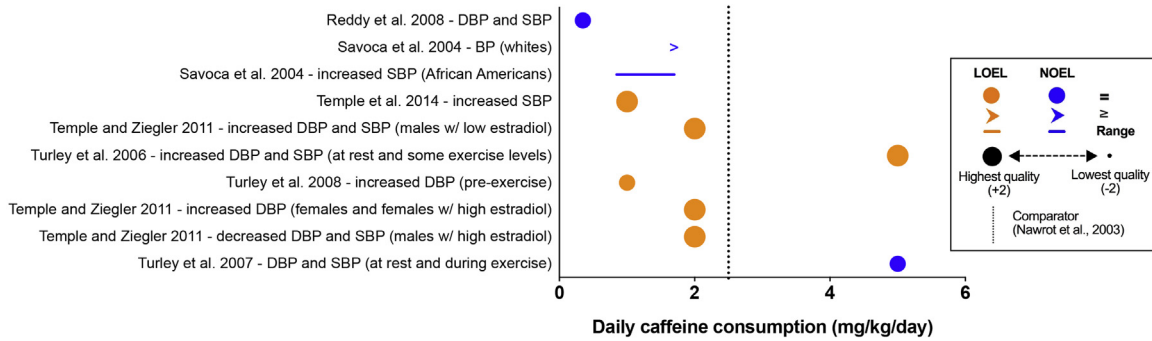 Reddy et al. 2008 - DBP and SBP
Savoca et al. 2004 - BP (whites)
>
Savoca et al. 2004 - increased SBP (African Americans)
Temple et al. 2014 - increased SBP
Temple and Ziegler 2011 - increased DBP and SBP (males w/ low estradiol)
Turley et al. 2006 - increased DBP and SBP (at rest and some exercise levels)
Turley et al. 2008 - increased DBP (pre-exercise)
Temple and Ziegler 2011 - increased DBP (females and females w/ high estradiol)
Temple and Ziegler 2011 - decreased DBP and SBP (males w/ high estradiol)
Turley et al. 2007 - DBP and SBP (at rest and during exercise)
0 2 4 6
Daily caffeine consumption (mg/kg/day)
LOEL NOEL
=
≥
Range
Highest quality Lowest quality
(+2) (-2)
Comparator
(Nawrot et al., 2003)